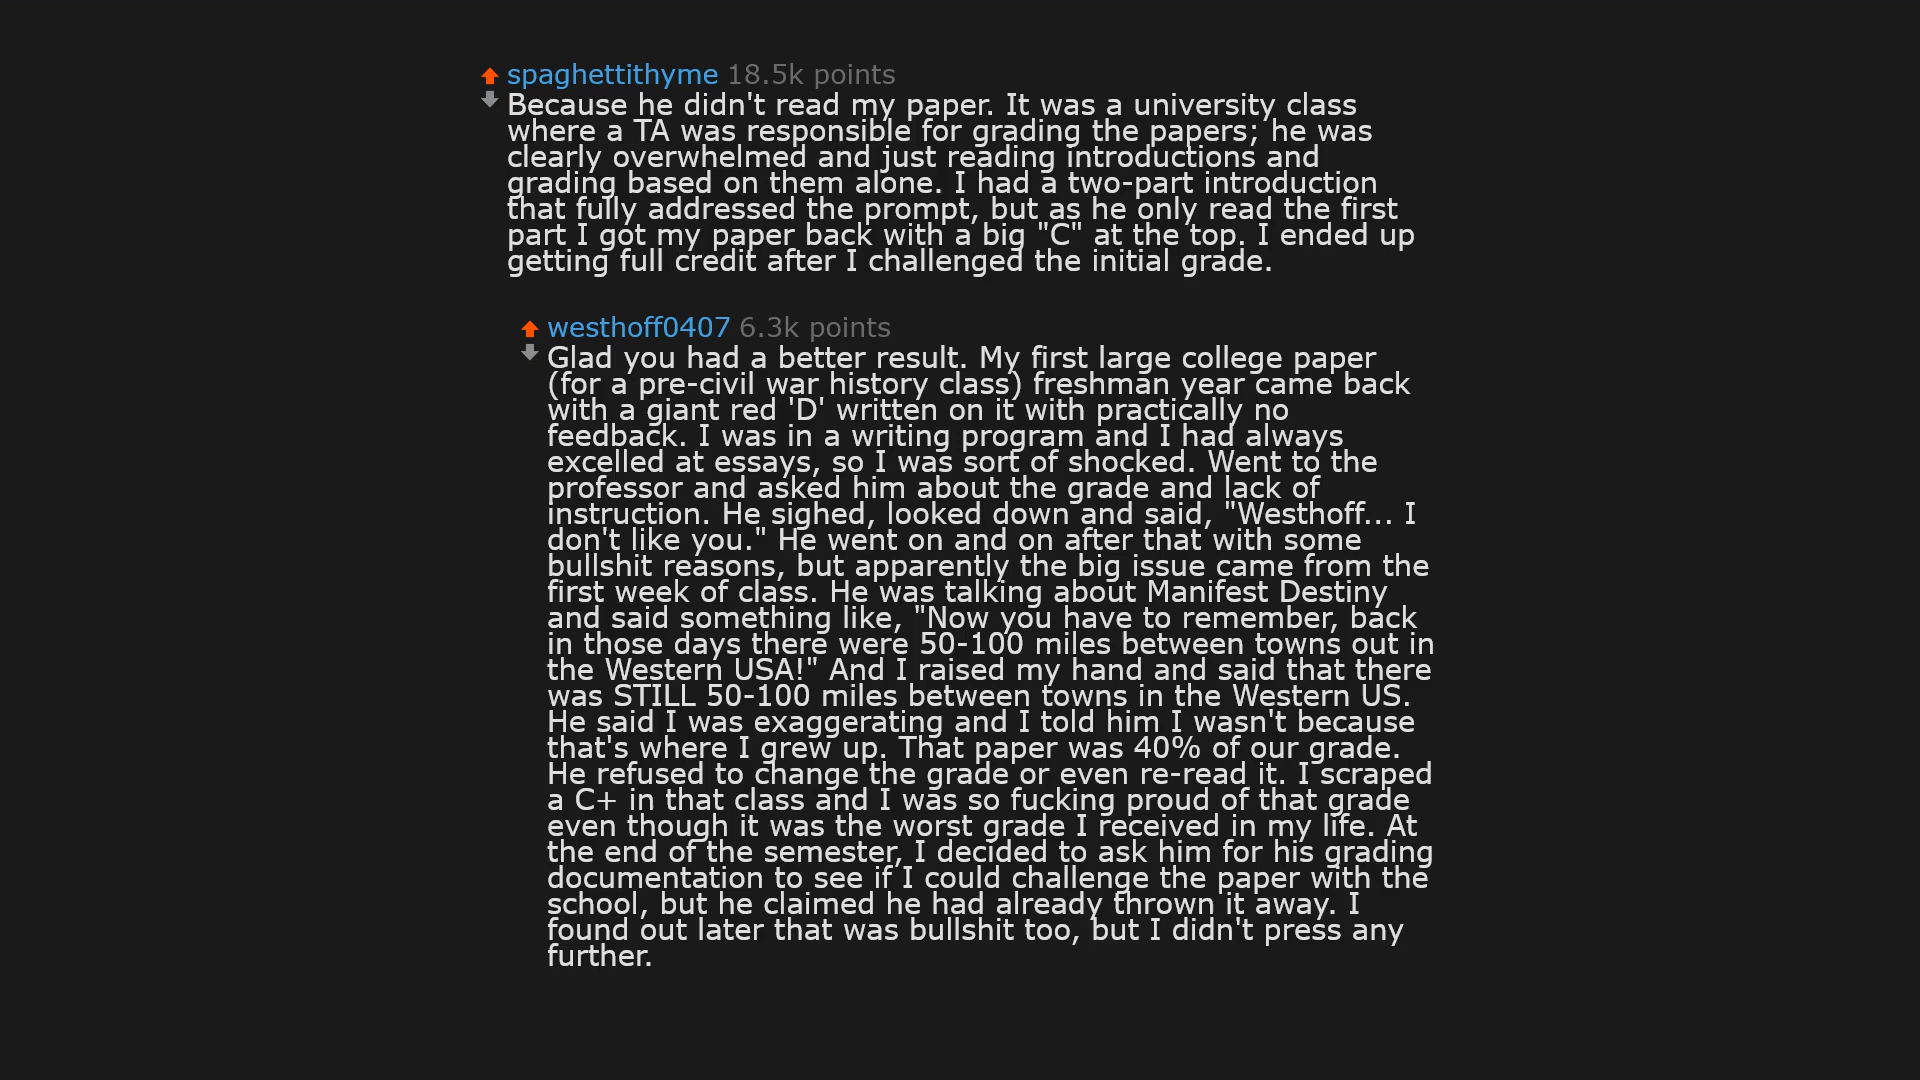 spaghettithyme 18.5k points
Because he didn't read my paper. It was a university class
where a TA was responsible for grading the papers; he was
clearly overwhelmed and just reading introductions and
grading based on them alone. I had a two-part introduction
that fully addressed the prompt, but as he only read the first
part I got my paper back with a big "C" at the top. I ended up
getting full credit after I challenged the initial grade.
westhoff0407 6.3k points
Glad you had a better result. My first large college paper
(for a pre-civil war history class) freshman year came back
with a giant red 'D' written on it with practically no
feedback. I was in a writing program and I had always
excelled at essays, so I was sort of shocked. Went to the
professor and asked him about the grade and lack of
instruction. He sighed, looked down and said, "Westhoff... I
don't like you." He went on and on after that with some
bullshit reasons, but apparently the big issue came from the
first week of class. He was talking about Manifest Destiny
and said something like, "Now you have to remember, back
in those days there were 50-100 miles between towns out in
the Western USA!" And I raised my hand and said that there
was STILL 50-100 miles between towns in the Western US.
He said I was exaggerating and I told him I wasn't because
that's where I grew up. That paper was 40% of our grade.
He refused to change the grade or even re-read it. I scraped
a C+ in that class and I was so fucking proud of that grade
even though it was the worst grade I received in my life. At
the end of the semester, I decided to ask him for his grading
documentation to see if I could challenge the paper with the
school, but he claimed he had already thrown it away. I
found out later that was bullshit too, but I didn't press any
further.